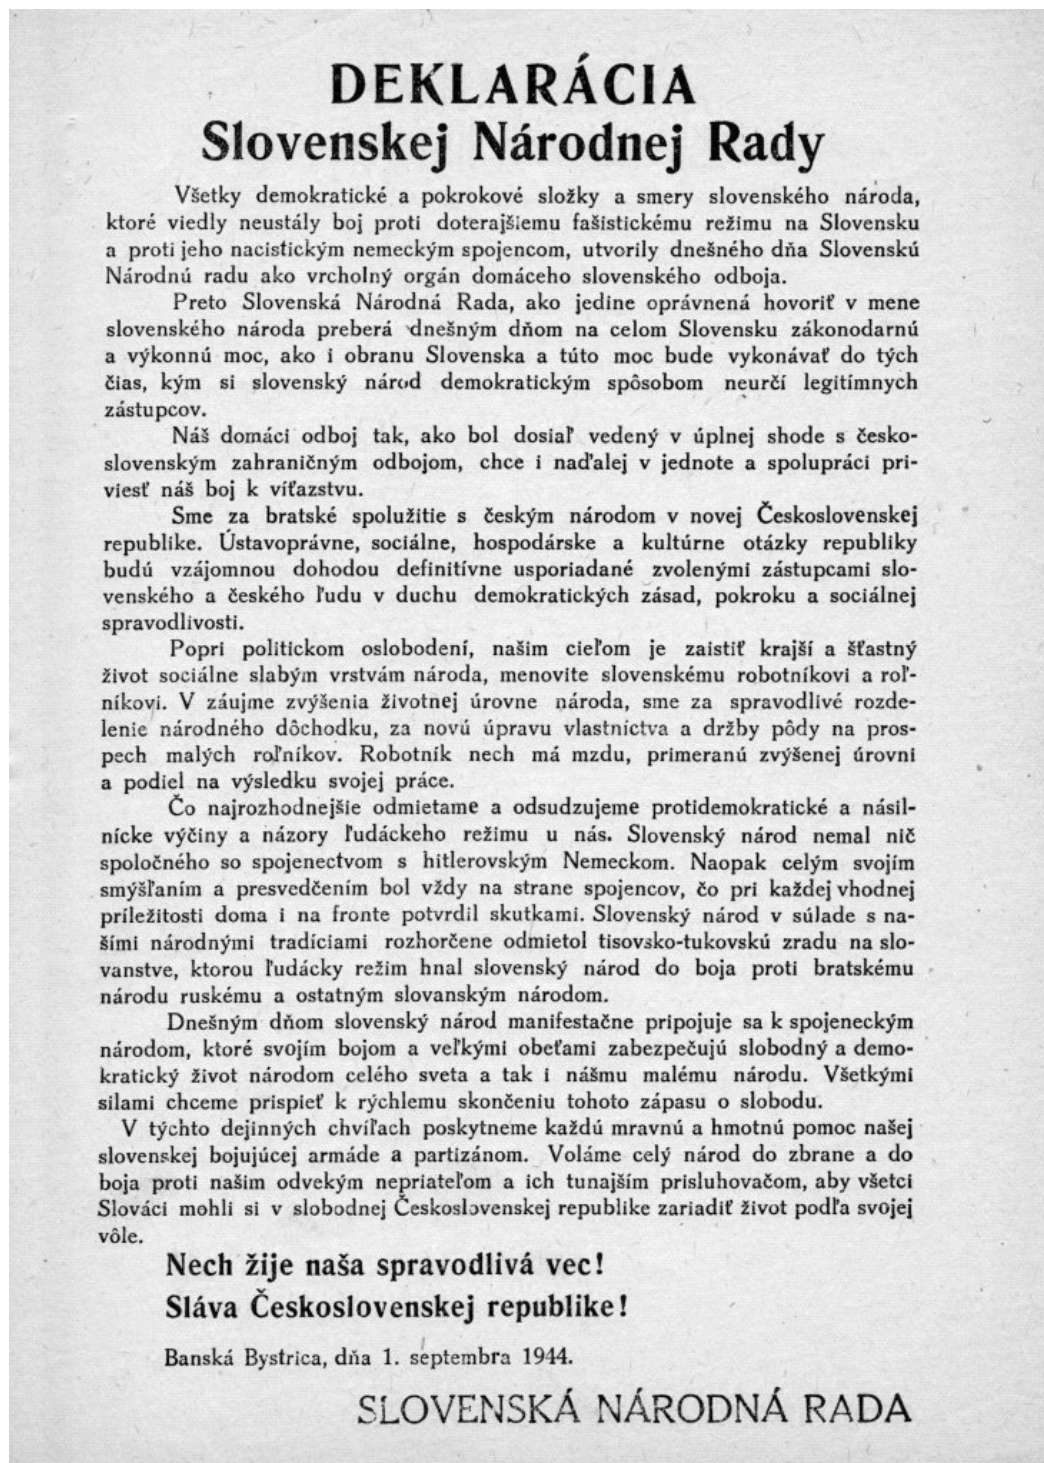 DEKLARÁCIA
Slovenskej Národnej Rady
Všetky demokratické a pokrokové složky a smery slovenského národa,
ktoré viedly neustály boj proti doterajšiemu fašistickému režimu na Slovensku
a proti jeho nacistickým nemeckým spojencom, utvorily dnešného dňa Slovenskú
Národnú radu ako vrcholný orgán domáceho slovenského odboja.
Preto Slovenská Národná Rada, ako jedine oprávnená hovoriť v mene
slovenského národa preberá dnešným dňom na celom Slovensku zákonodarnú
a výkonnú moc, ako i obranu Slovenska a túto moc bude vykonávať do tých
čias, kým si slovenský národ demokratickým spôsobom neurčí legitímnych
zástupcov.
Náš domáci odboj tak, ako bol dosiaľ vedený v úplnej shode s česko-
slovenským zahraničným odbojom, chce i naďalej v jednote a spolupráci pri-
viesť náš boj k víťazstvu.
Sme za bratské spolužitie s českým národom v novej Československej
republike. Ústavoprávne, sociálne, hospodárske a kultúrne otázky republiky
budú vzájomnou dohodou definitívne usporiadané zvolenými zástupcami slo-
venského a českého ľudu v duchu demokratických zásad, pokroku a sociálnej
spravodlivosti.
Popri politickom oslobodení, našim cieľom je zaistiť krajší a šťastný
život sociálne slabým vrstvám národa, menovite slovenskému robotníkovi a roľ-
níkovi. V záujme zvýšenia životnej úrovne národa, sme za spravodlivé rozde-
lenie národného dôchodku, za novú úpravu vlastníctva a držby pôdy na pros-
pech malých roľníkov. Robotník nech má mzdu, primeranú zvýšenej úrovni
a podiel na výsledku svojej práce.
Čo najrozhodnejšie odmietame a odsudzujeme protidemokratické a násil-
nícke výčiny a názory ľudáckeho režimu u nás. Slovenský národ nemal nič
spoločného so spojenectvom s hitlerovským Nemeckom. Naopak celým svojím
smýšľaním a presvedčením bol vždy na strane spojencov, čo pri každej vhodnej
príležitosti doma i na fronte potvrdil skutkami. Slovenský národ v súlade s na-
šími národnými tradíciami rozhorčene odmietol tisovsko-tukovskú zradu na slo-
vanstve, ktorou ľudácky režim hnal slovenský národ do boja proti bratskému
národu ruskému a ostatným slovanským národom.
Dnešným dňom slovenský národ manifestačne pripojuje sa k spojeneckým
národom, ktoré svojím bojom a veľkými obeťami zabezpečujú slobodný a demo-
kratický život národom celého sveta a tak i nášmu malému národu. Všetkými
silami chceme prispieť k rýchlemu skončeniu tohoto zápasu o slobodu.
V týchto dejinných chvíľach poskytneme každú mravnú a hmotnú pomoc našej
slovenskej bojujúcej armáde a partizánom. Voláme celý národ do zbrane a do
boja proti našim odvekým nepriateľom a ich tunajším prisluhovačom, aby všetci
Slováci mohli si v slobodnej Československej republike zariadiť život podľa svojej
vôle.
Nech žije naša spravodlivá vec!
Sláva Československej republike!
Banská Bystrica, dňa 1. septembra 1944.
SLOVENSKÁ NÁRODNÁ RADA